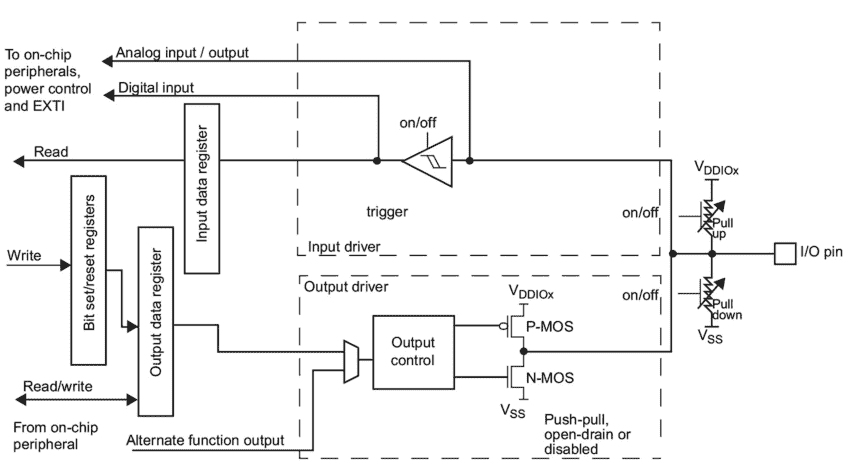 To on-chip
peripherals,
power control
and EXTI
Analog input / output
Digital input
on/off
Read
Input data register
trigger
Input driver
on/off
VDDIOx
Pull
up
I/O pin
Write
Bit set/reset registers
Output data register
Output driver
on/off
Pull
down
VSS
VDDIOx
P-MOS
Output
control
N-MOS
VSS
Read/write
From on-chip
peripheral
Alternate function output
Push-pull,
open-drain or
disabled